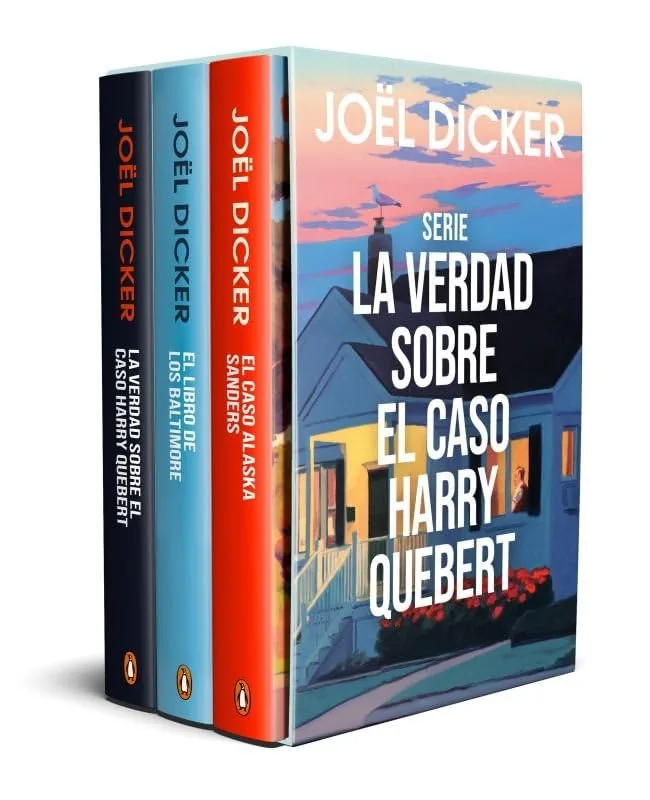 JOËL DICKER
LA VERDAD SOBRE EL
CASO HARRY QUEBERT
JOËL DICKER
EL LIBRO DE
LOS BALTIMORE
JOËL DICKER
EL CASO ALASKA
SANDERS
JOËL DICKER
SERIE
LA VERDAD
SOBRE
EL CASO
HARRY
QUEBERT